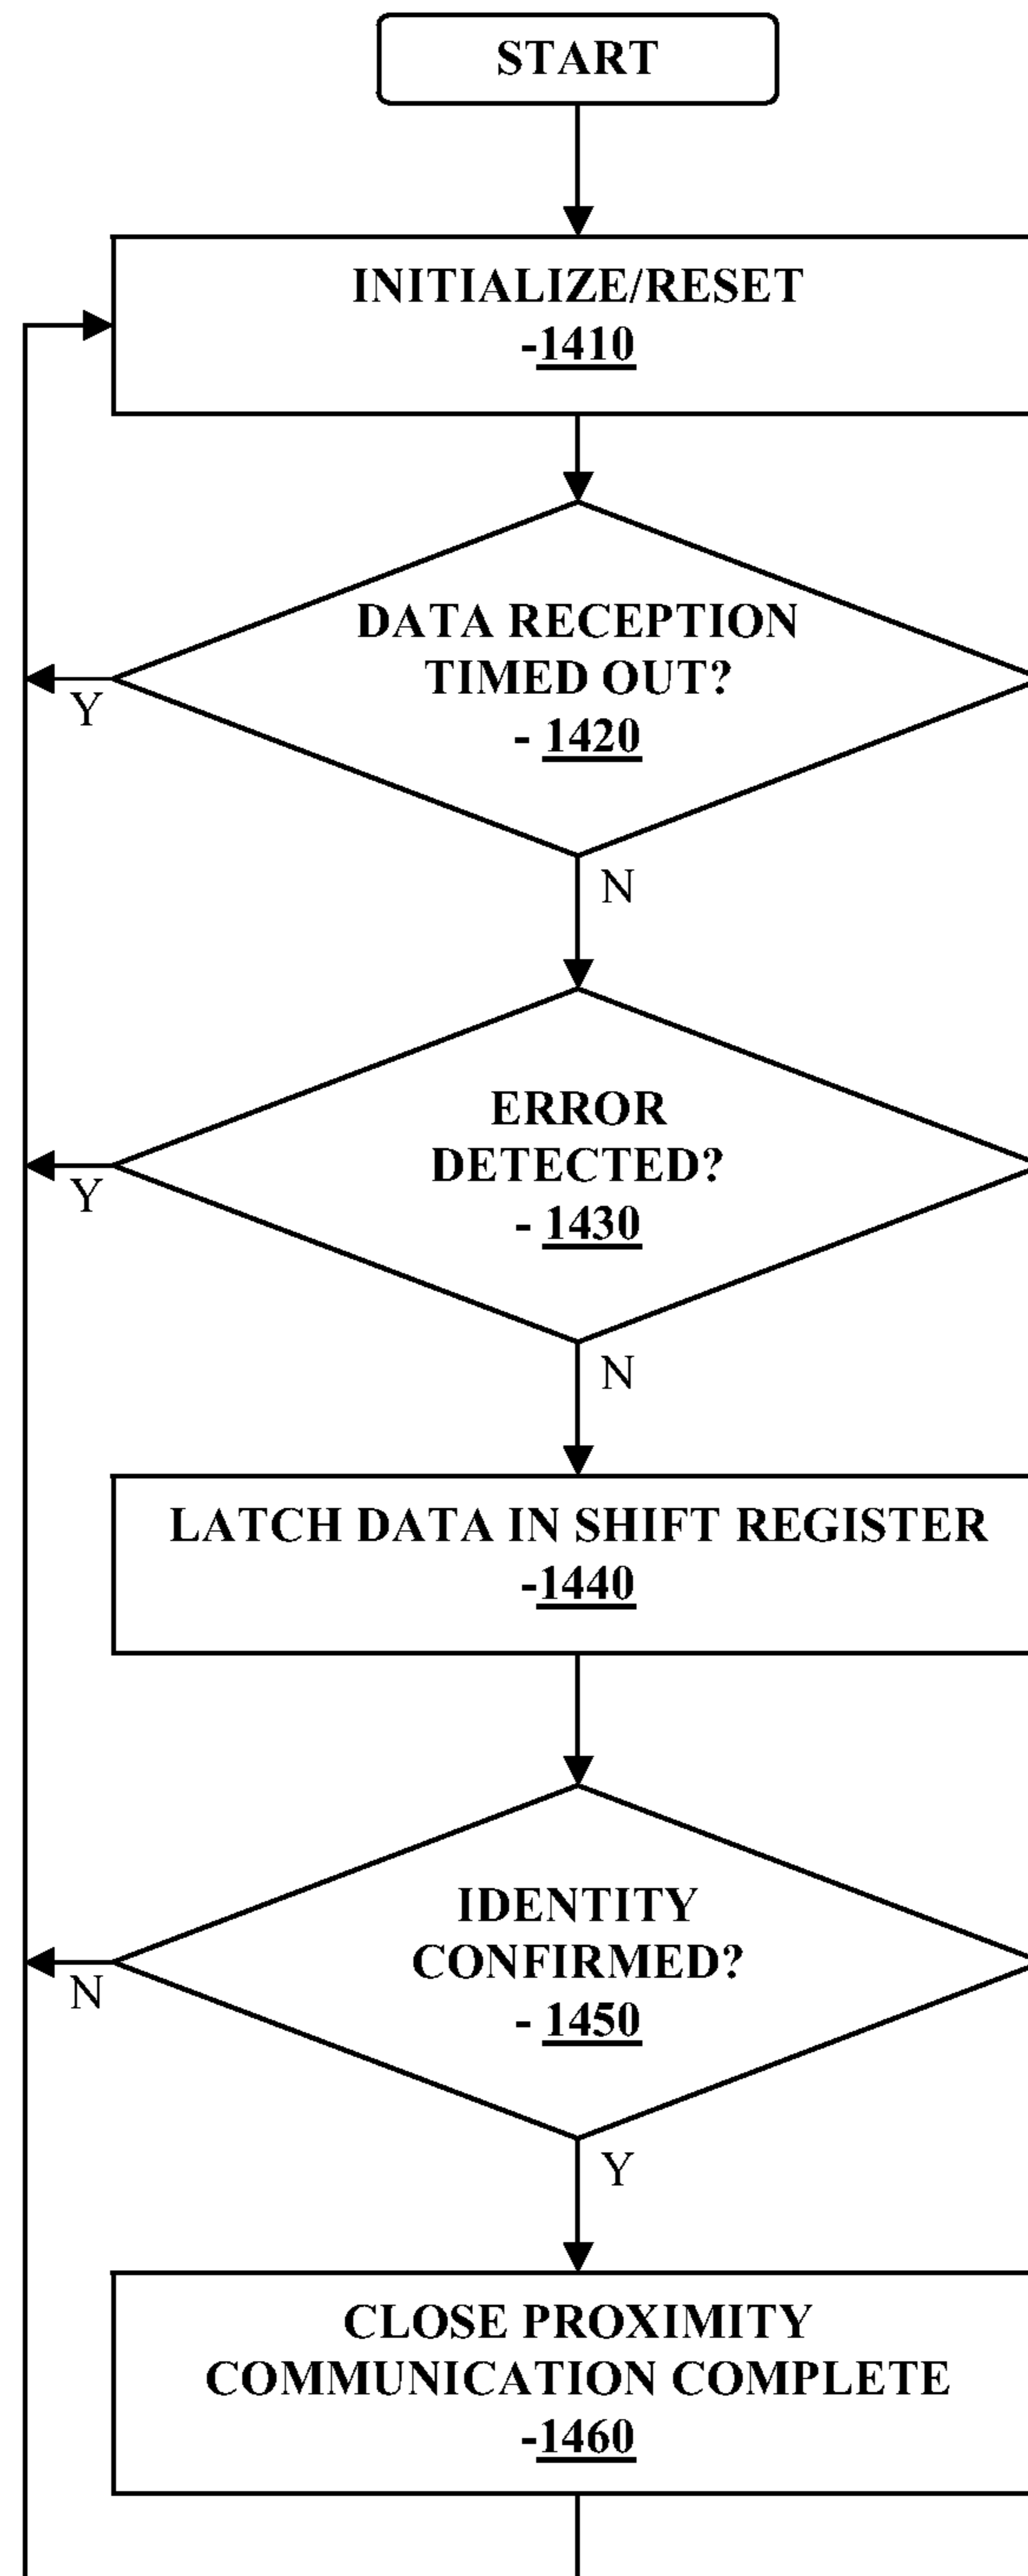 START
INITIALIZE/RESET
-1410
DATA RECEPTION
TIMED OUT?
- 1420
Y
N
ERROR
DETECTED?
- 1430
Y
N
LATCH DATA IN SHIFT REGISTER
-1440
IDENTITY
CONFIRMED?
- 1450
N
Y
CLOSE PROXIMITY
COMMUNICATION COMPLETE
-1460